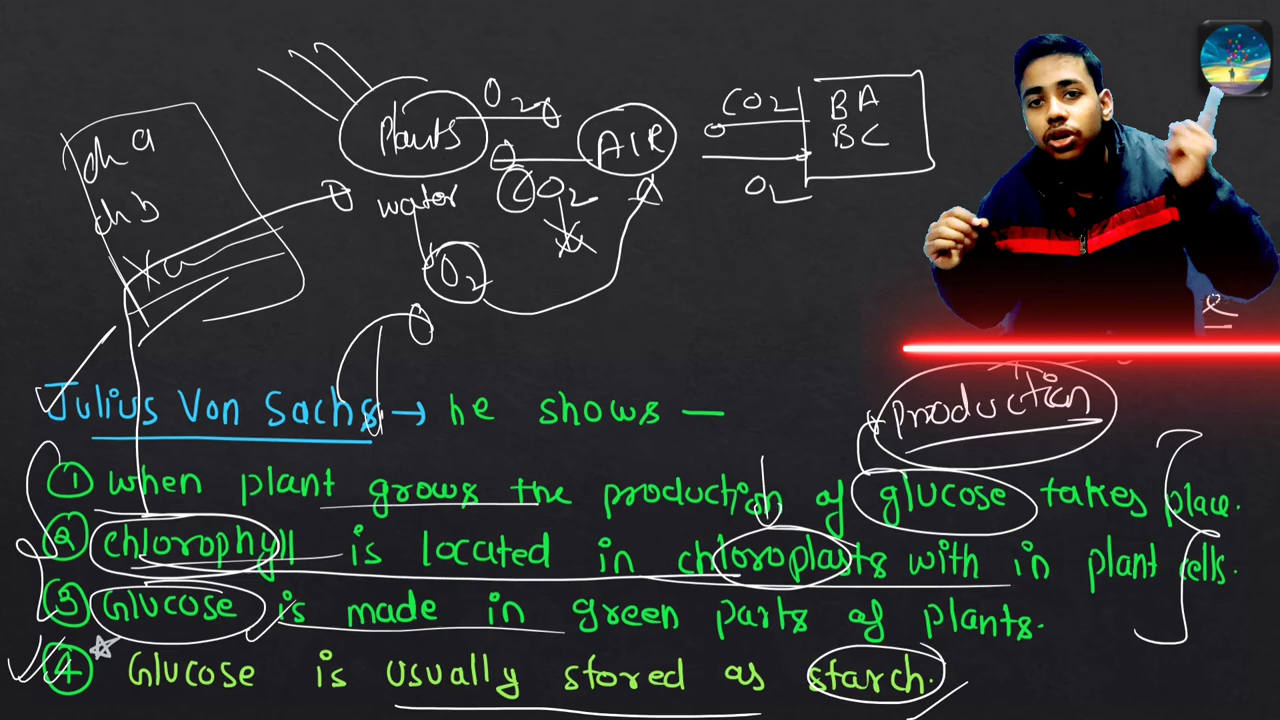 ch a
ch b
Xa
Plants
O2
AIR
CO2
CO2
O2
BA
BC
water
O2
Julius Von Sachs → he shows —
production
① when plant grows the production of glucose takes place.
② chlorophyll is located in chloroplasts with in plant cells.
③ Glucose is made in green parts of plants.
④ Glucose is usually stored as starch.